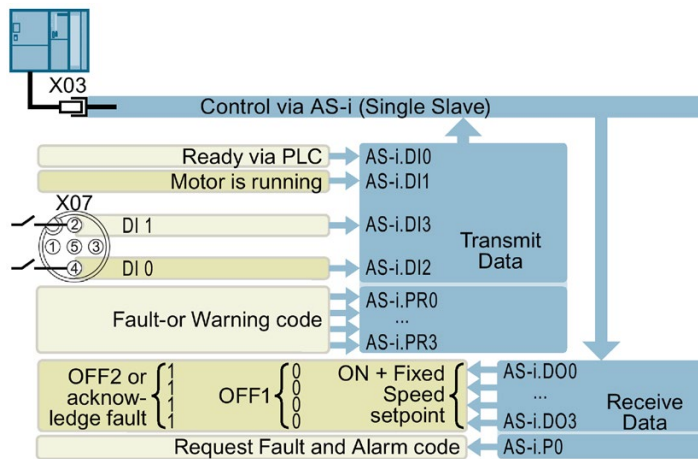 X03
Control via AS-i (Single Slave)
Ready via PLC
AS-i.DI0
Motor is running
AS-i.DI1
X07
2
DI 1
AS-i.DI3
1 5 3
Transmit
Data
4
DI 0
AS-i.DI2
AS-i.PR0
Fault-or Warning code
...
AS-i.PR3
OFF2 or
acknow-
ledge fault
1
1
1
1
OFF1
0
0
0
0
ON + Fixed
Speed
setpoint
AS-i.DO0
...
AS-i.DO3
Receive
Data
Request Fault and Alarm code
AS-i.P0